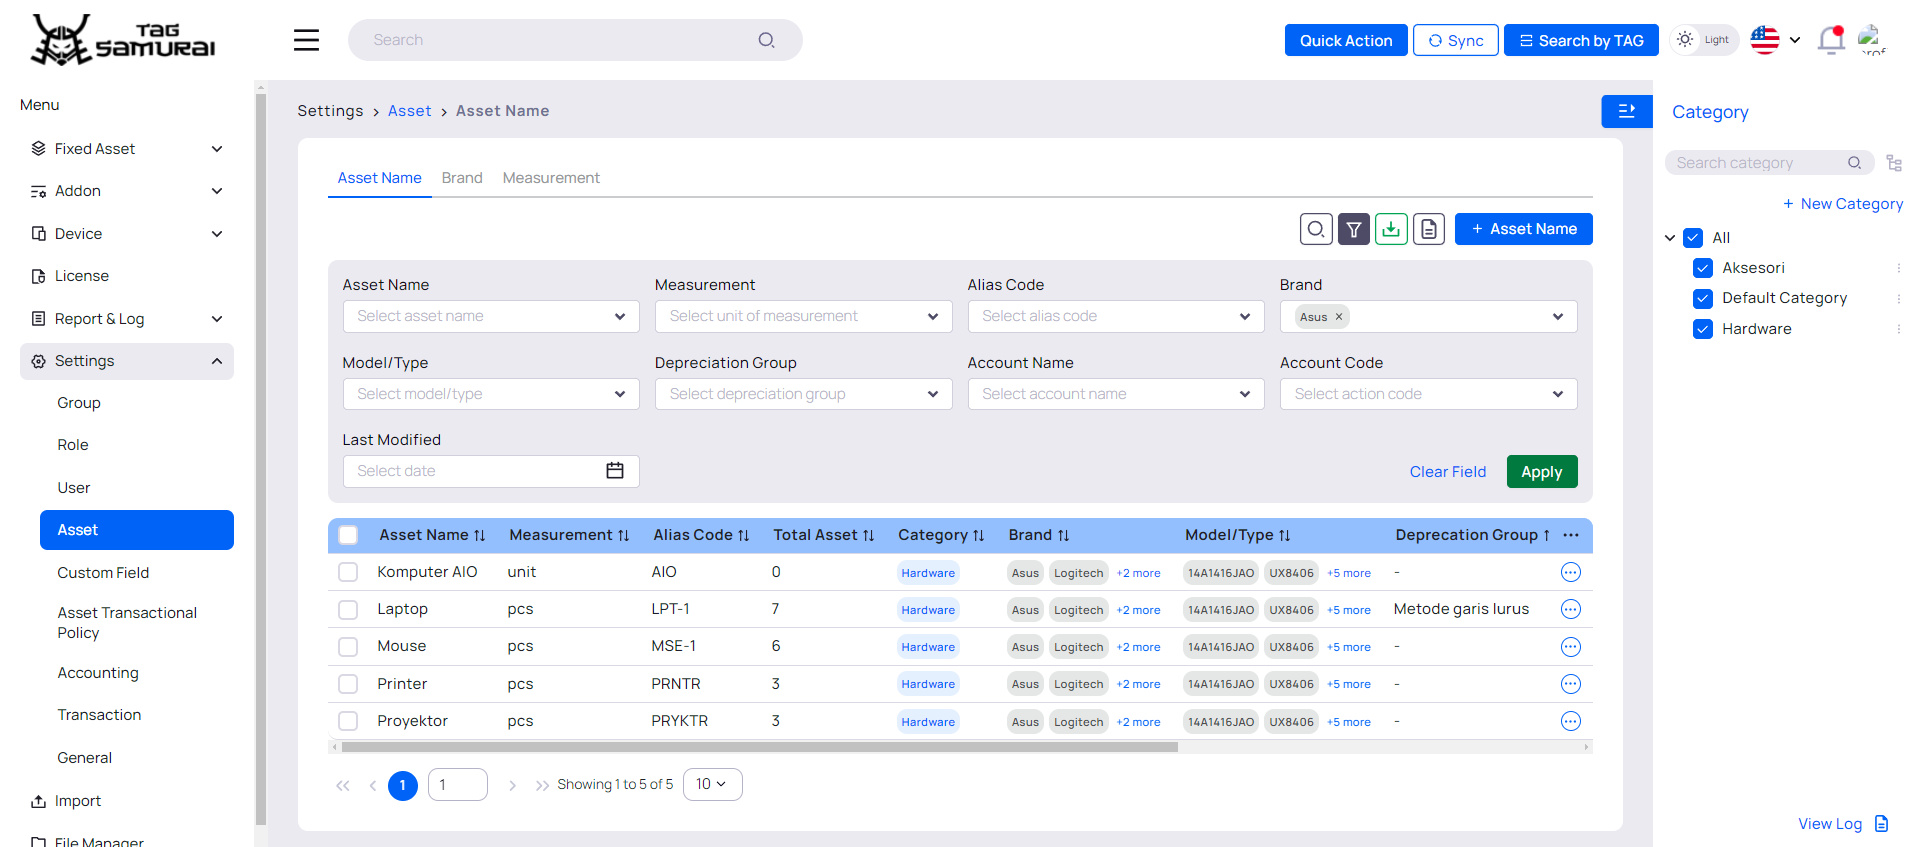 TAG
SAMURAI
Search
Quick Action
Sync
Search by TAG
Light
Menu
Fixed Asset
Addon
Device
License
Report & Log
Settings
Group
Role
User
Asset
Custom Field
Asset Transactional
Policy
Accounting
Transaction
General
Import
File Manager
Settings > Asset > Asset Name
Asset Name Brand Measurement
+ Asset Name
Asset Name Measurement Alias Code Brand
Select asset name Select unit of measurement Select alias code Asus ×
Model/Type Depreciation Group Account Name Account Code
Select model/type Select depreciation group Select account name Select action code
Last Modified
Select date
Clear Field Apply
Asset Name Measurement Alias Code Total Asset Category Brand Model/Type Deprecation Group
Komputer AIO unit AIO 0 Hardware Asus Logitech +2 more 14A1416JAO UX8406 +5 more -
Laptop pcs LPT-1 7 Hardware Asus Logitech +2 more 14A1416JAO UX8406 +5 more Metode garis lurus
Mouse pcs MSE-1 6 Hardware Asus Logitech +2 more 14A1416JAO UX8406 +5 more -
Printer pcs PRNTR 3 Hardware Asus Logitech +2 more 14A1416JAO UX8406 +5 more -
Proyektor pcs PRYKTR 3 Hardware Asus Logitech +2 more 14A1416JAO UX8406 +5 more -
1 1 Showing 1 to 5 of 5 10
Category
Search category
+ New Category
All
Aksesori
Default Category
Hardware
View Log